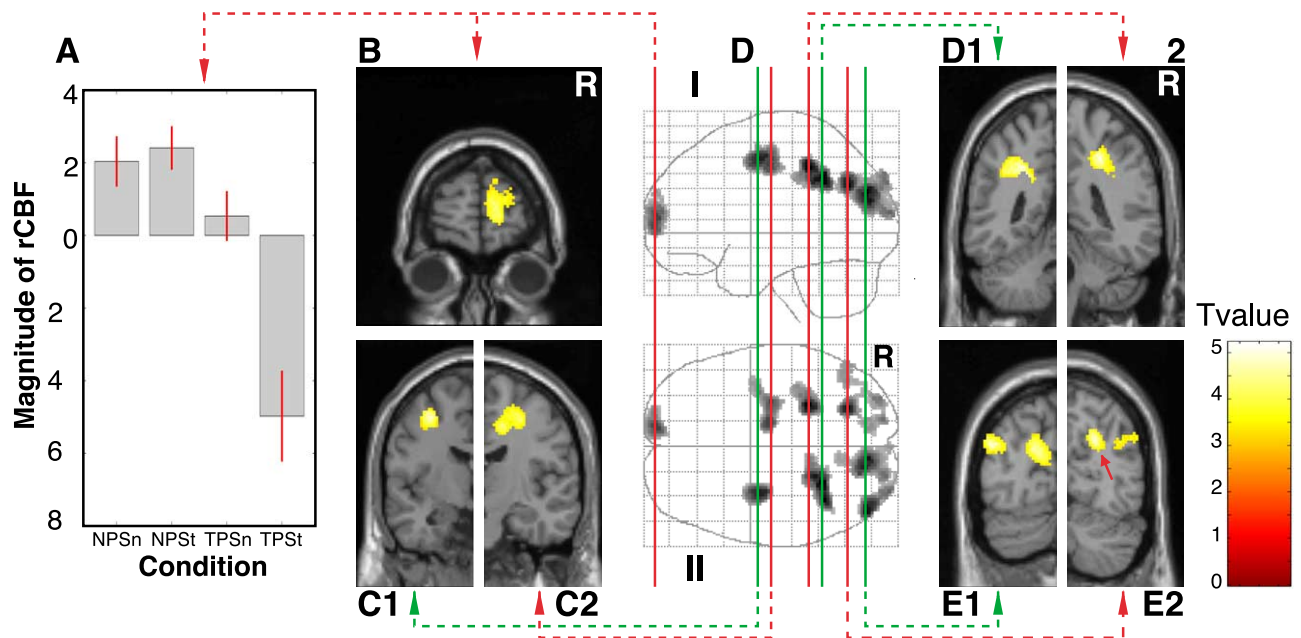 A
B
D
D1
2
R
I
R
4
2
0
2
4
6
8
Magnitude of rCBF
NPSn NPSt TPSn TPSt
Condition
R
II
C1
C2
E1
E2
Tvalue
5
4
3
2
1
0